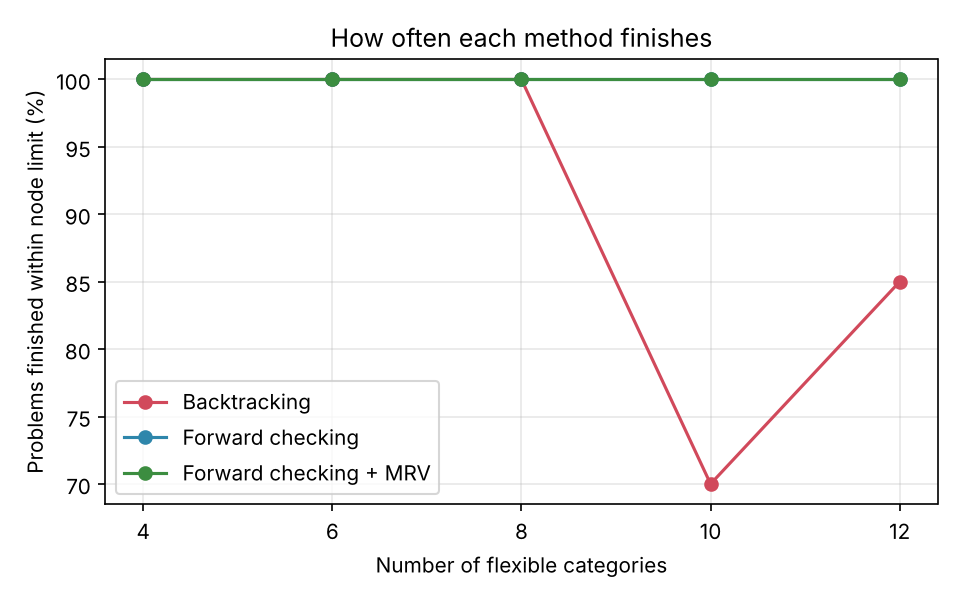 How often each method finishes
Problems finished within node limit (%)
100
95
90
85
80
75
70
Backtracking
Forward checking
Forward checking + MRV
4 6 8 10 12
Number of flexible categories